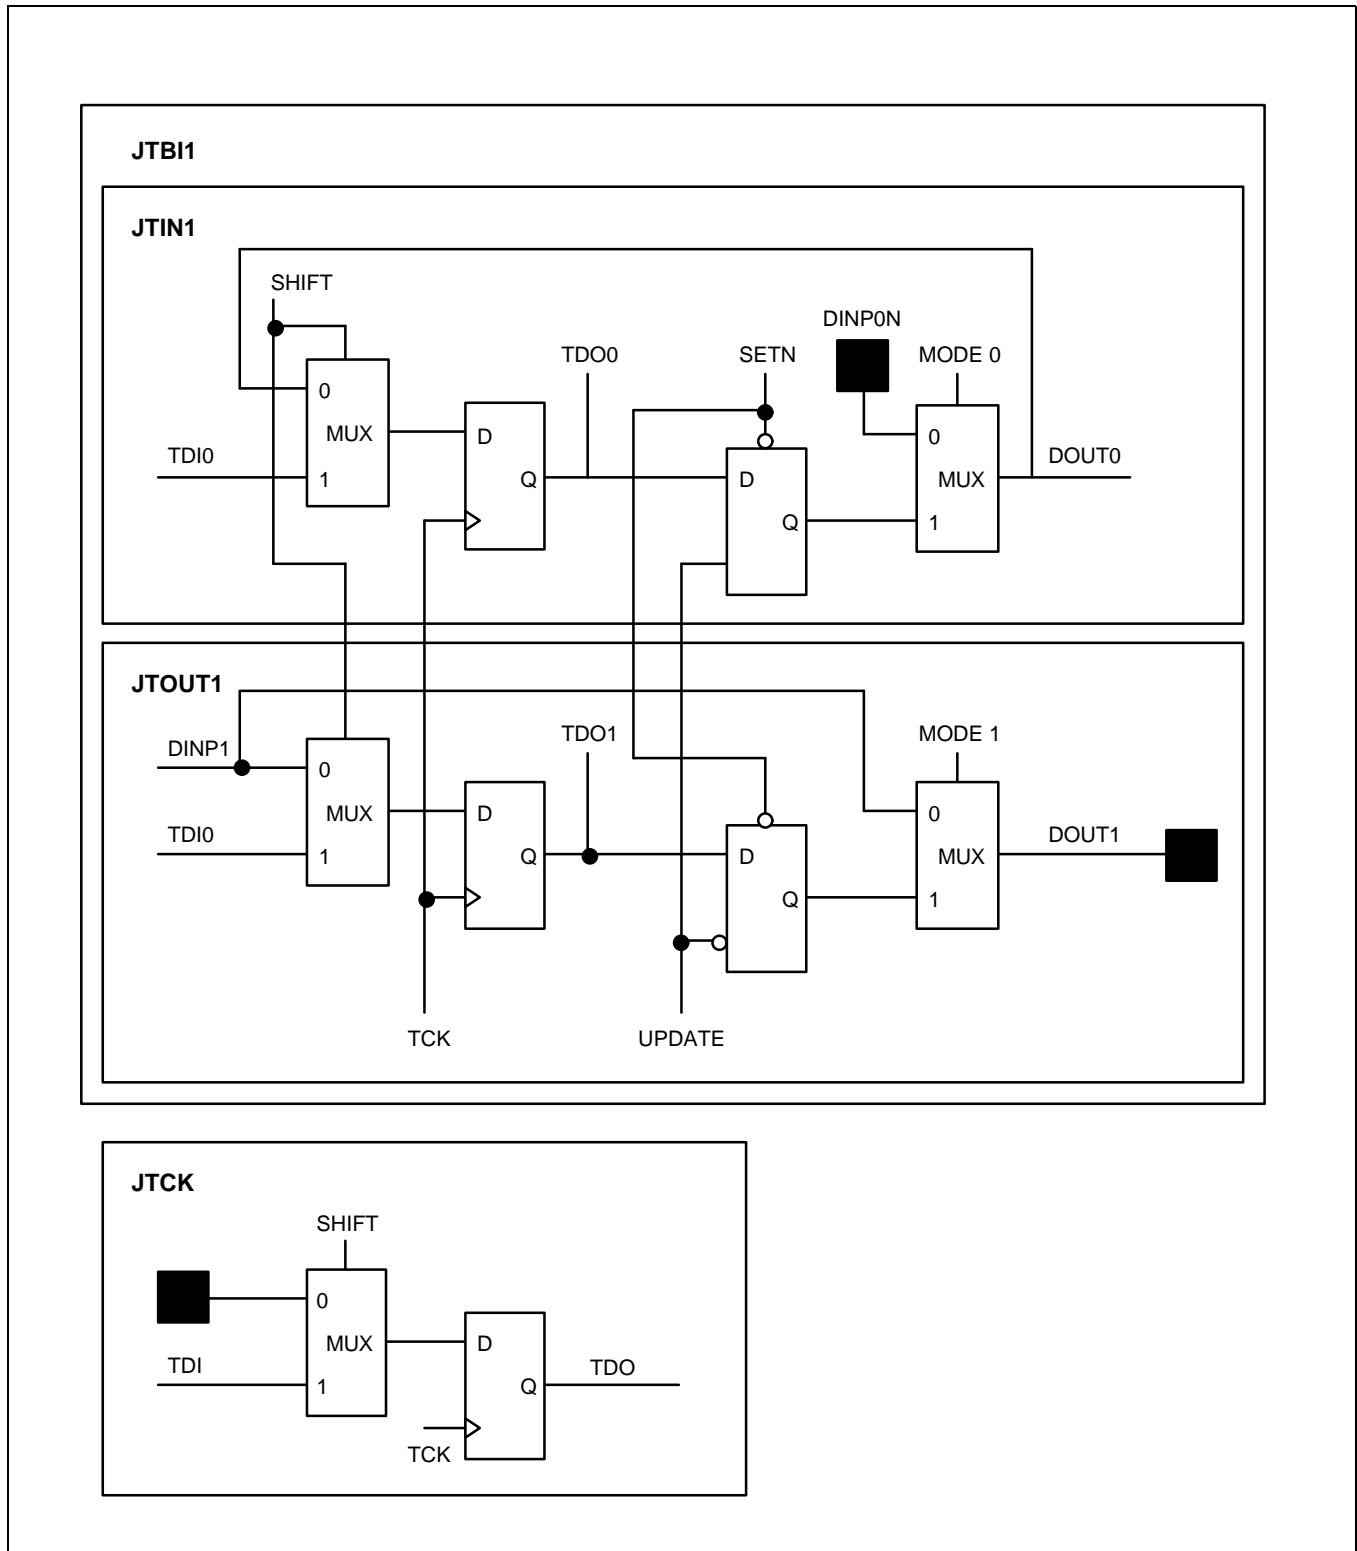 JTBI1
JTIN1
SHIFT
DINP0N
TDO0
SETN
MODE 0
0
MUX
D
0
TDI0
DOUT0
1
Q
D
MUX
Q
1
JTOUT1
DINP1
TDO1
MODE 1
0
MUX
D
0
TDI0
DOUT1
1
Q
D
MUX
Q
1
TCK
UPDATE
JTCK
SHIFT
0
MUX
D
TDI
TDO
1
Q
TCK